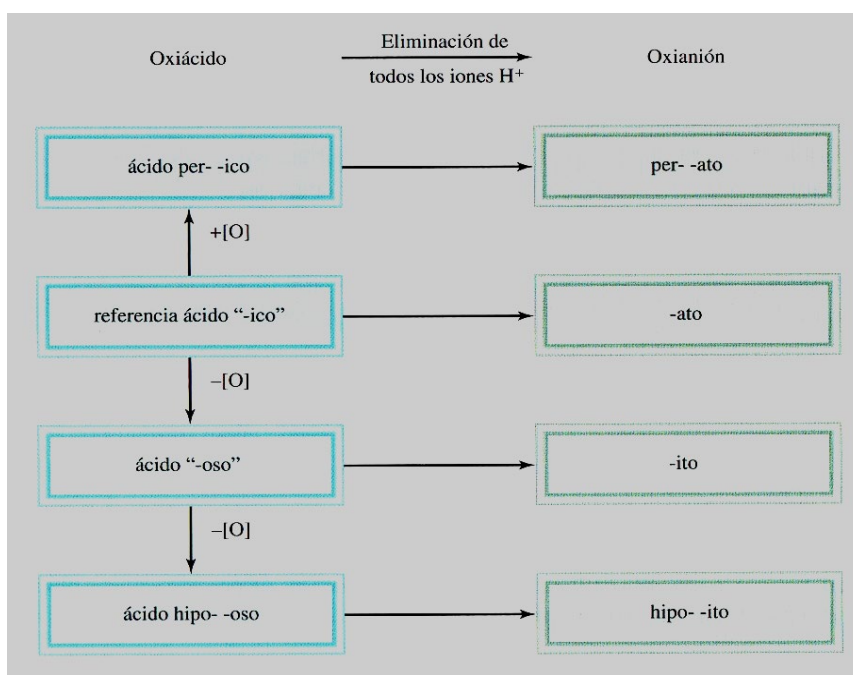 Oxiácido
Eliminación de
todos los iones H⁺
Oxianión
ácido per- -ico
per- -ato
+[O]
referencia ácido “-ico”
-ato
–[O]
ácido “-oso”
-ito
–[O]
ácido hipo- -oso
hipo- -ito